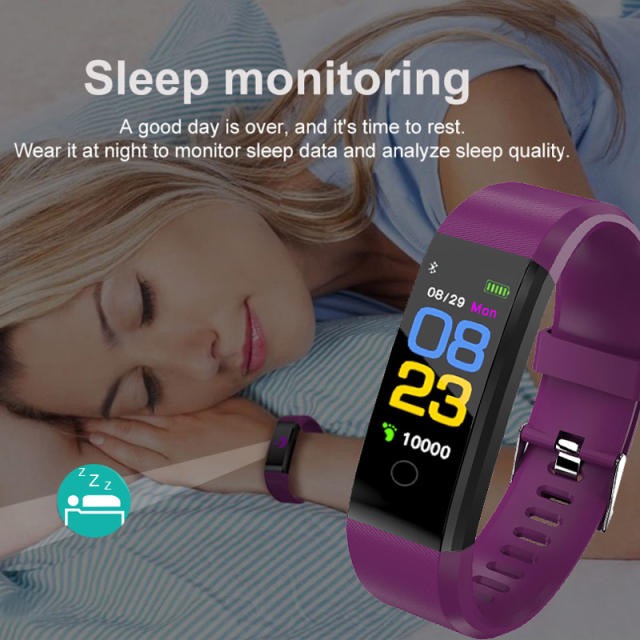 Sleep monitoring
A good day is over, and it's time to rest.
Wear it at night to monitor sleep data and analyze sleep quality.
08/29 Mon
08
23
10000
z Z z